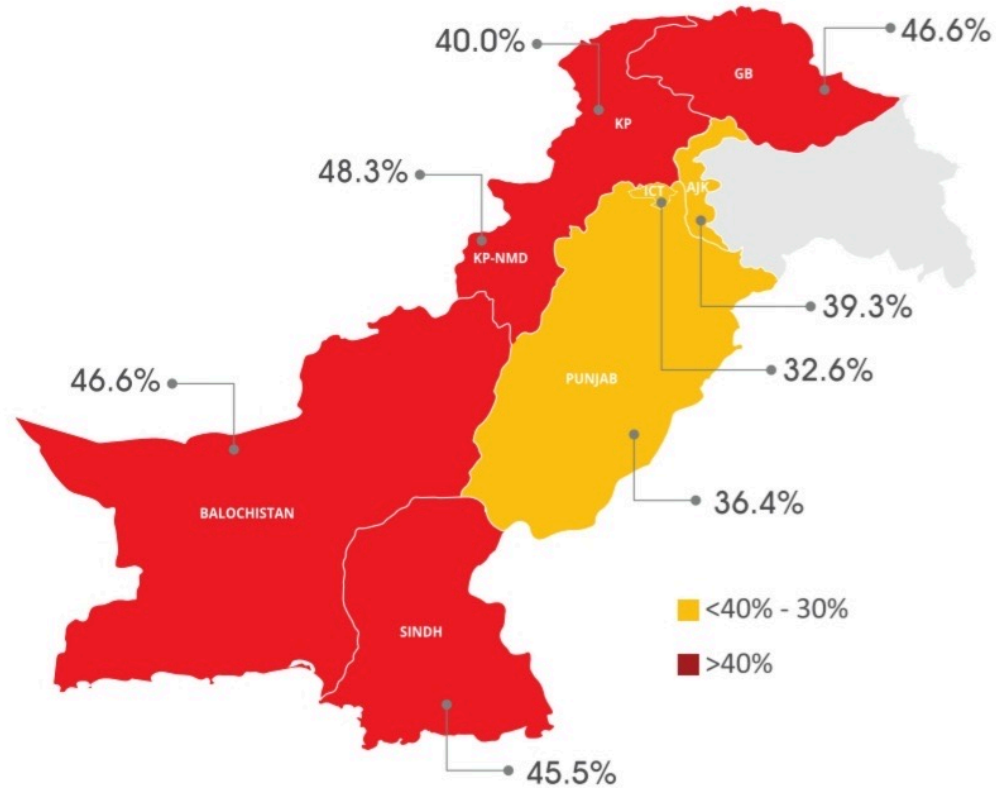 40.0%
46.6%
GB
KP
48.3%
ICT
AJK
KP-NMD
39.3%
32.6%
46.6%
PUNJAB
36.4%
BALOCHISTAN
<40% - 30%
SINDH
>40%
45.5%